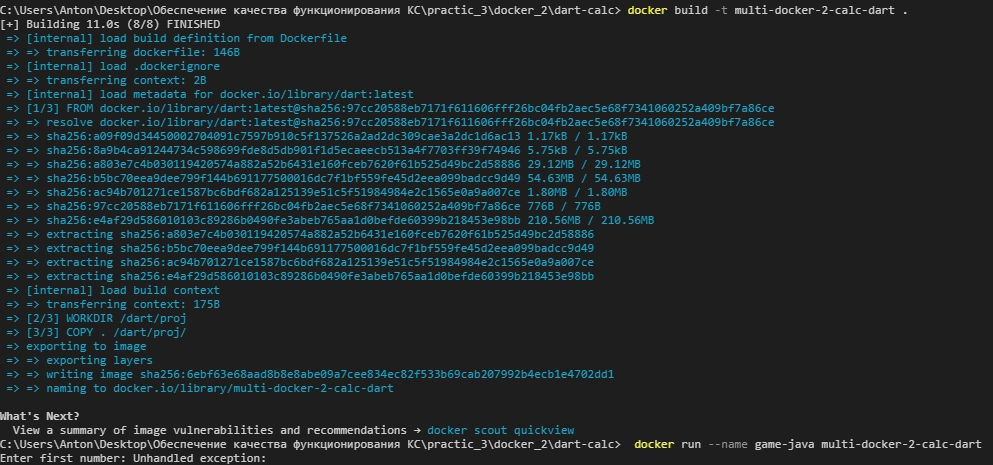 C:\Users\Anton\Desktop\Обеспечение качества функционирования КС\practic_3\docker_2\dart-calc> docker build -t multi-docker-2-calc-dart .
[+] Building 11.0s (8/8) FINISHED
=> [internal] load build definition from Dockerfile
=> => transferring dockerfile: 146B
=> [internal] load .dockerignore
=> => transferring context: 2B
=> [internal] load metadata for docker.io/library/dart:latest
=> [1/3] FROM docker.io/library/dart:latest@sha256:97cc20588eb7171f611606fff26bc04fb2aec5e68f7341060252a409bf7a86ce
=> => resolve docker.io/library/dart:latest@sha256:97cc20588eb7171f611606fff26bc04fb2aec5e68f7341060252a409bf7a86ce
=> => sha256:a09f09d34450002704091c7597b910c5f137526a2ad2dc309cae3a2dc1d6ac13 1.17kB / 1.17kB
=> => sha256:8a9b4ca91244734c598699fde8d5db901f1d5ecaeecb513a4f7703ff39f74946 5.75kB / 5.75kB
=> => sha256:a803e7c4b030119420574a882a52b6431e160fceb7620f61b525d49bc2d58886 29.12MB / 29.12MB
=> => sha256:b5bc70eea9dee799f144b691177500016dc7f1bf559fe45d2eea099badcc9d49 54.63MB / 54.63MB
=> => sha256:ac94b701271ce1587bc6bdf682a125139e51c5f51984984e2c1565e0a9a007ce 1.80MB / 1.80MB
=> => sha256:97cc20588eb7171f611606fff26bc04fb2aec5e68f7341060252a409bf7a86ce 776B / 776B
=> => sha256:e4af29d586010103c89286b0490fe3abeb765aa1d0befde60399b218453e98bb 210.56MB / 210.56MB
=> => extracting sha256:a803e7c4b030119420574a882a52b6431e160fceb7620f61b525d49bc2d58886
=> => extracting sha256:b5bc70eea9dee799f144b691177500016dc7f1bf559fe45d2eea099badcc9d49
=> => extracting sha256:ac94b701271ce1587bc6bdf682a125139e51c5f51984984e2c1565e0a9a007ce
=> => extracting sha256:e4af29d586010103c89286b0490fe3abeb765aa1d0befde60399b218453e98bb
=> [internal] load build context
=> => transferring context: 175B
=> [2/3] WORKDIR /dart/proj
=> [3/3] COPY . /dart/proj/
=> exporting to image
=> => exporting layers
=> => writing image sha256:6ebf63e68aad8b8e8abe09a7cee834ec82f533b69cab207992b4ecb1e4702dd1
=> => naming to docker.io/library/multi-docker-2-calc-dart
What's Next?
View a summary of image vulnerabilities and recommendations → docker scout quickview
C:\Users\Anton\Desktop\Обеспечение качества функционирования КС\practic_3\docker_2\dart-calc> docker run --name game-java multi-docker-2-calc-dart
Enter first number: Unhandled exception: